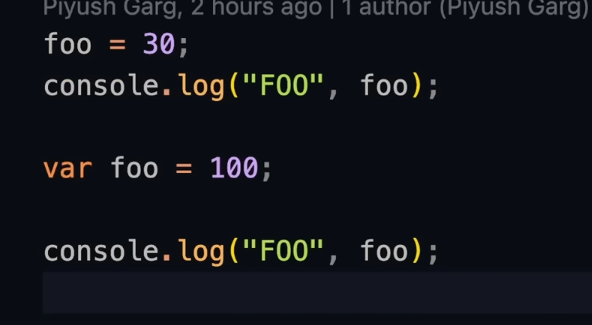 Piyush Garg, 2 hours ago | 1 author (Piyush Garg)
foo = 30;
console.log("FOO", foo);
var foo = 100;
console.log("FOO", foo);